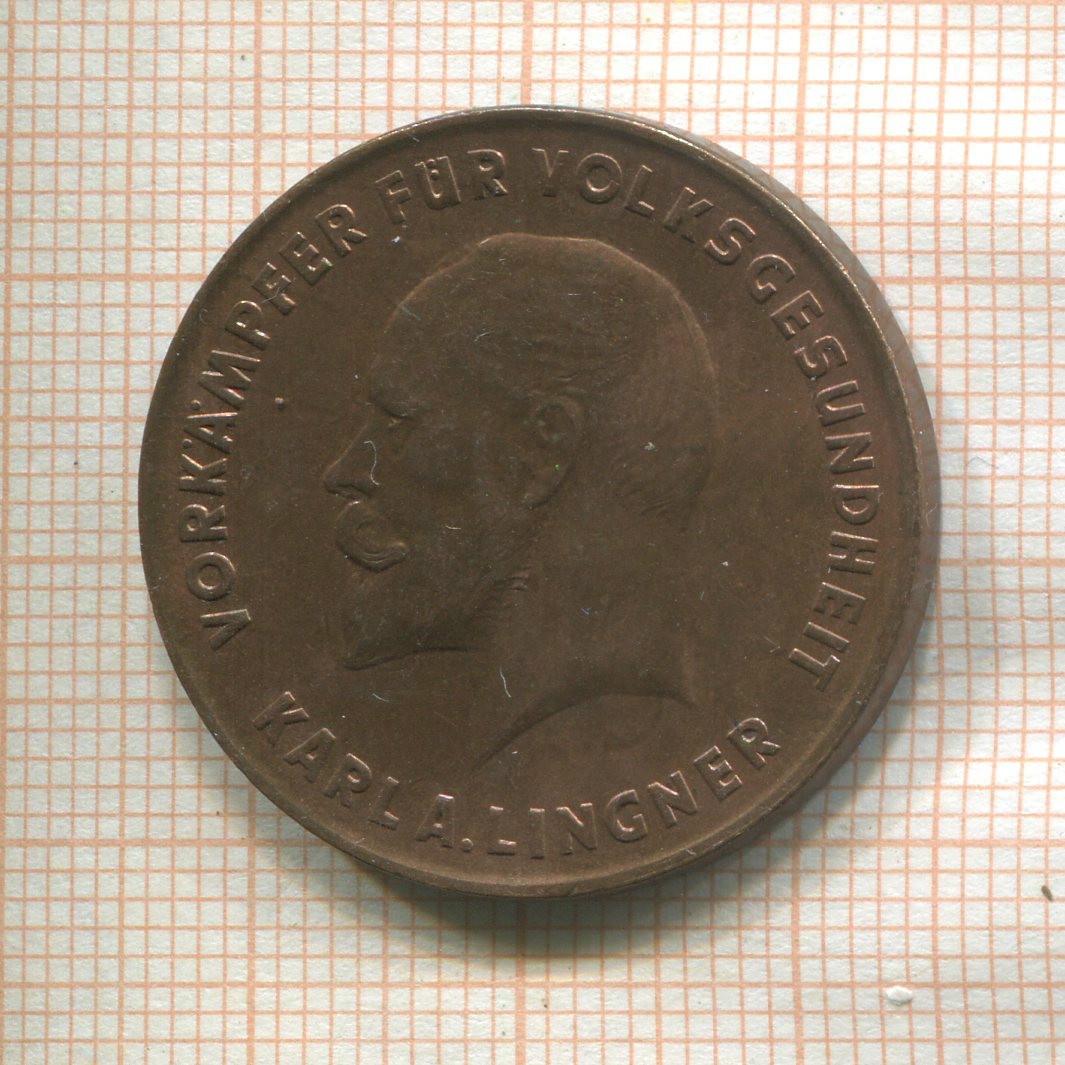 VORKÄMPFER FÜR VOLKSGESUNDHEIT
KARL A. LINGNER